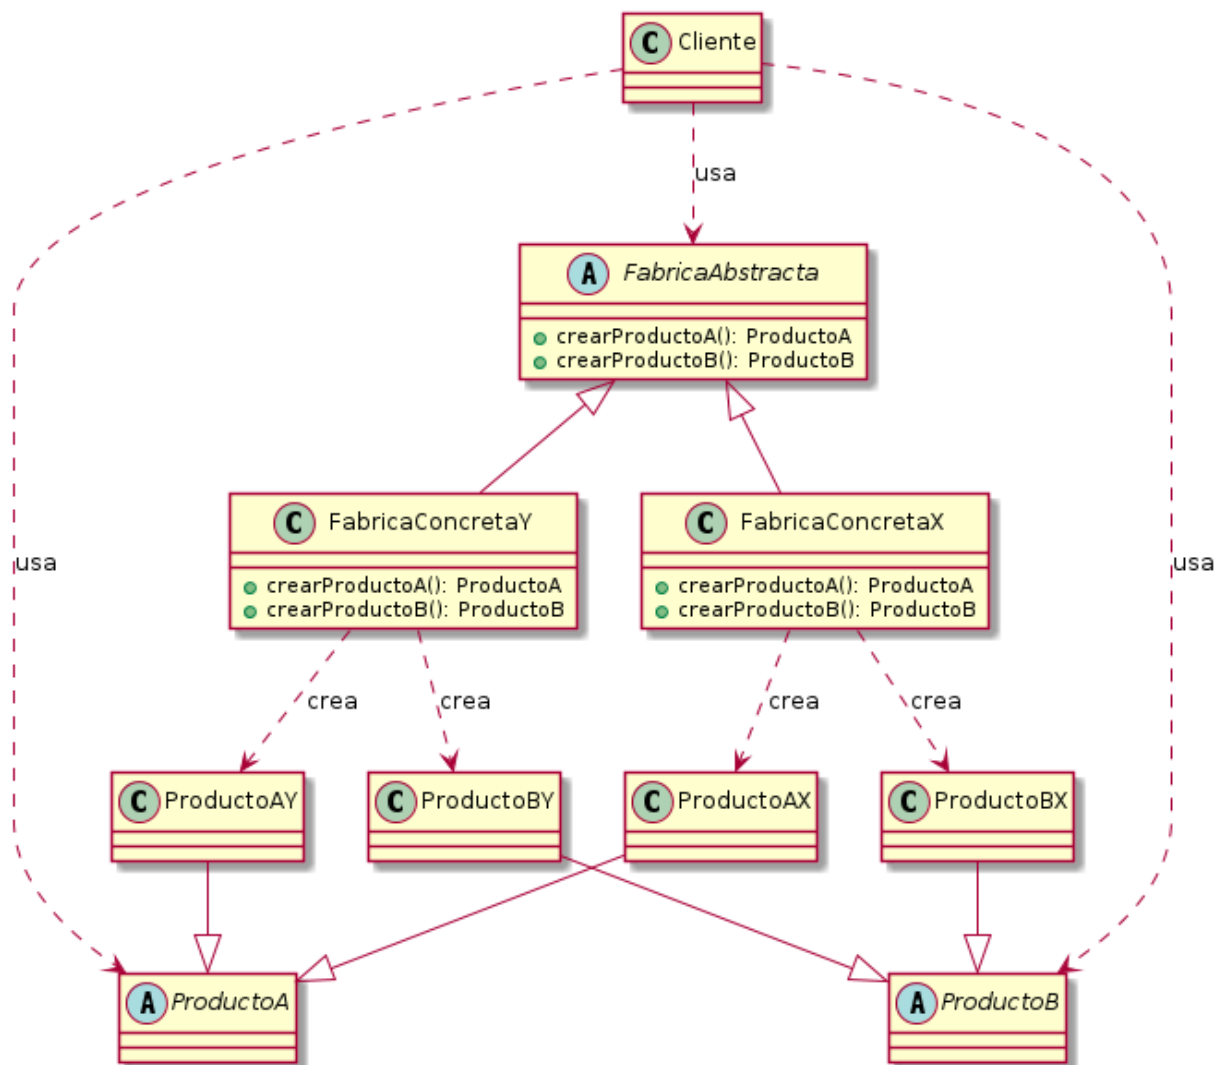 C Cliente
usa
A FabricaAbstracta
crearProductoA(): ProductoA
crearProductoB(): ProductoB
C FabricaConcretaY
crearProductoA(): ProductoA
crearProductoB(): ProductoB
C FabricaConcretaX
crearProductoA(): ProductoA
crearProductoB(): ProductoB
usa
usa
crea
crea
crea
crea
C ProductoAY
C ProductoBY
C ProductoAX
C ProductoBX
A ProductoA
A ProductoB